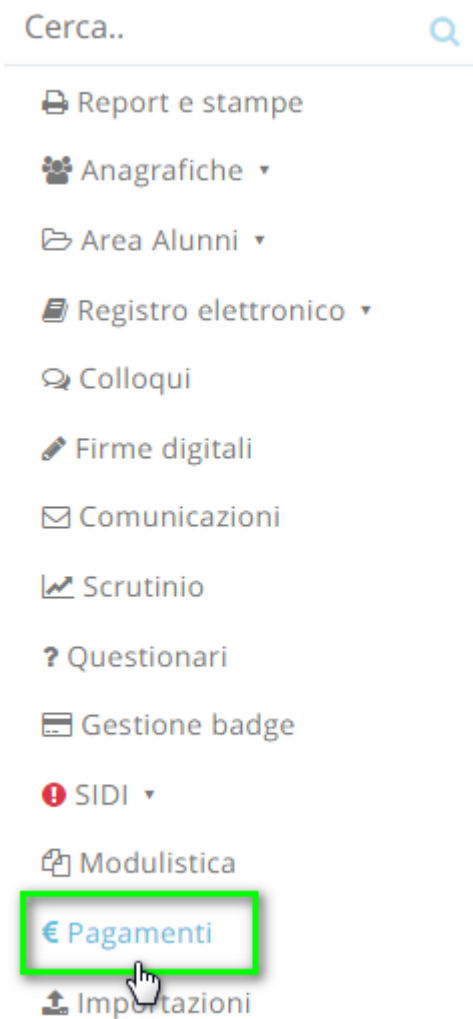 Cerca..
Report e stampe
Anagrafiche
Area Alunni
Registro elettronico
Colloqui
Firme digitali
Comunicazioni
Scrutinio
? Questionari
Gestione badge
SIDI
Modulistica
€ Pagamenti
Importazioni